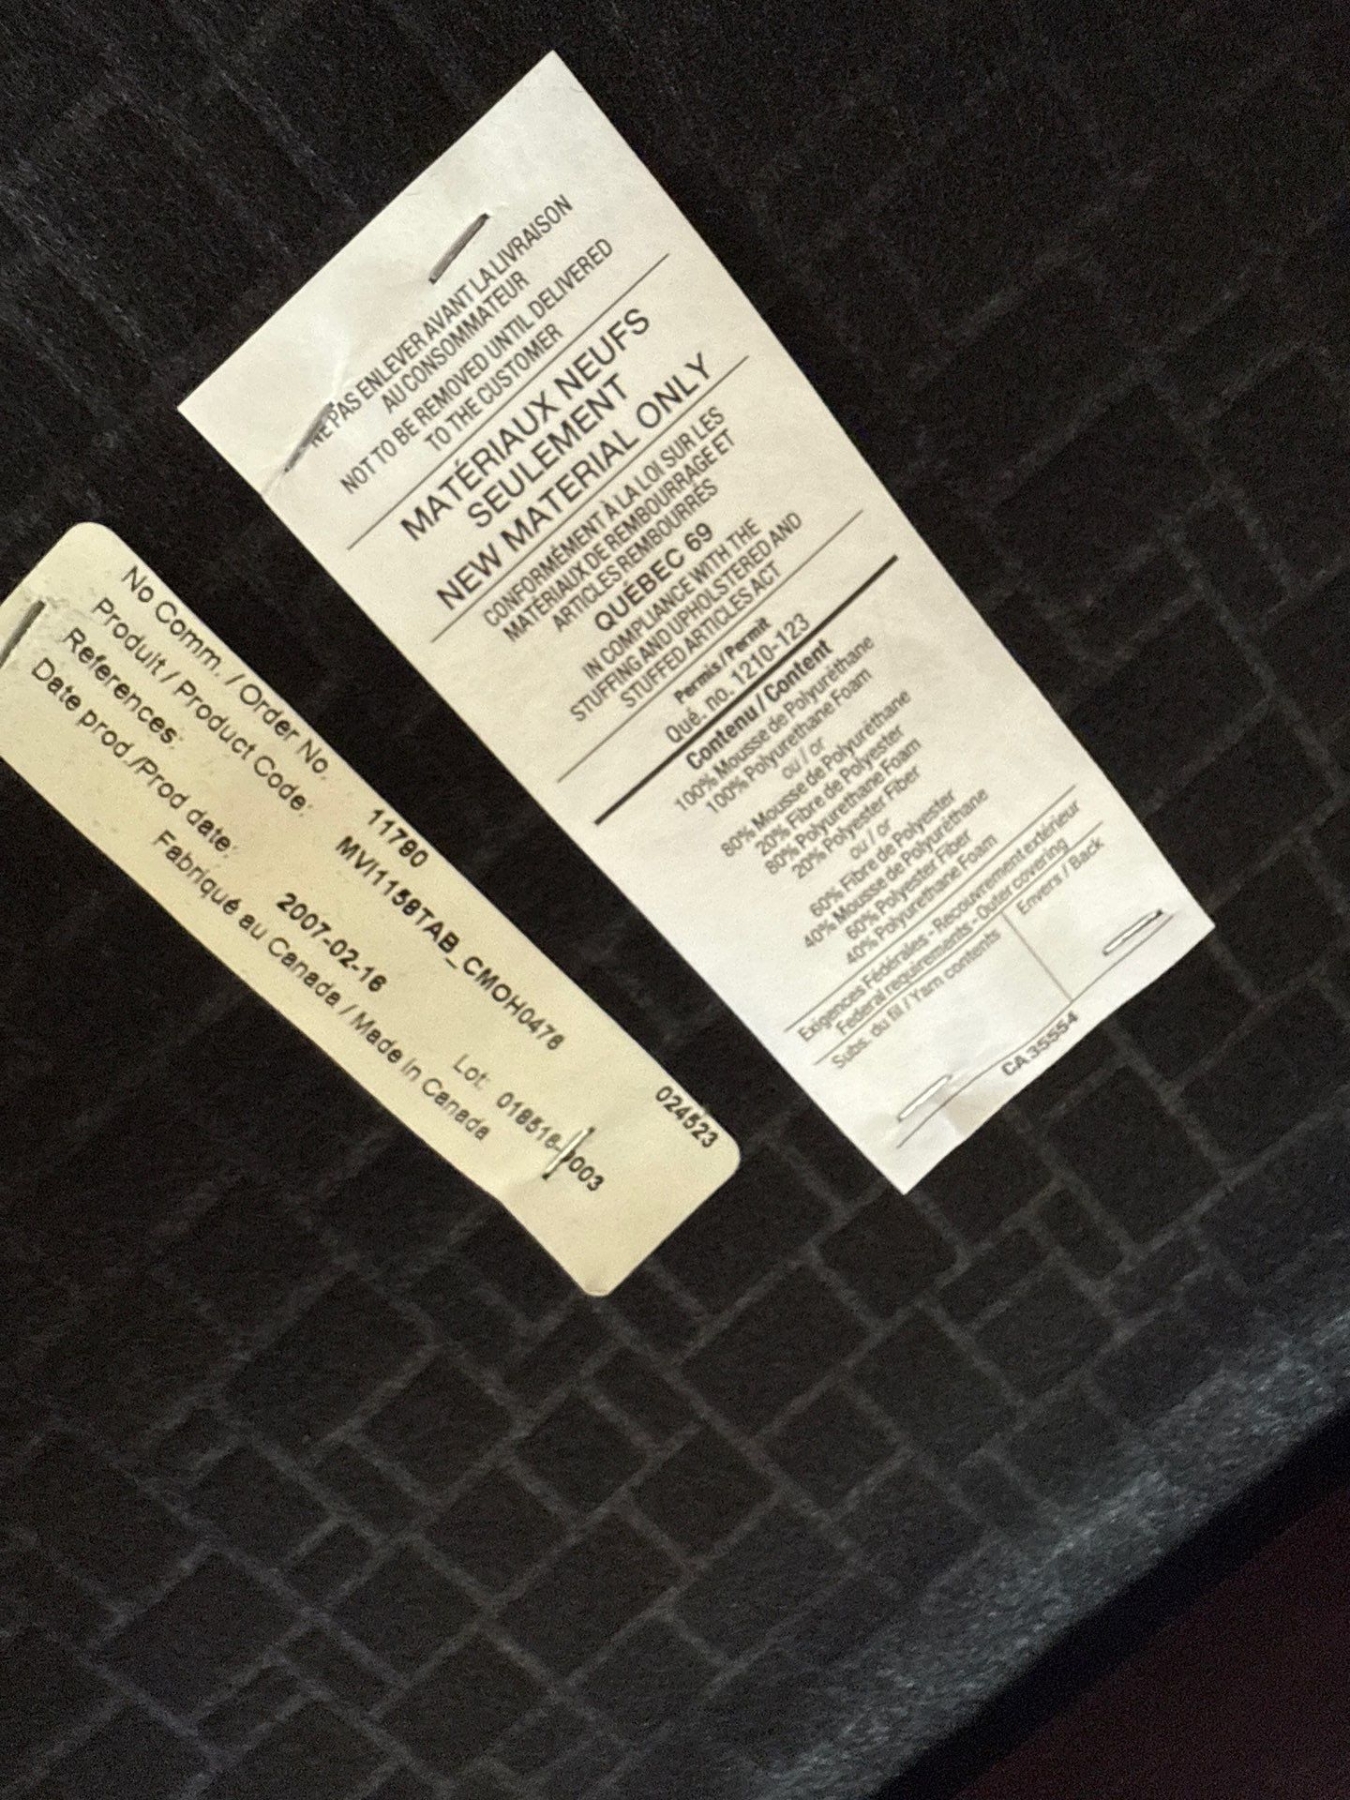 NE PAS ENLEVER AVANT LA LIVRAISON
AU CONSOMMATEUR
NOT TO BE REMOVED UNTIL DELIVERED
TO THE CUSTOMER
MATÉRIAUX NEUFS
SEULEMENT
NEW MATERIAL ONLY
CONFORMÉMENT À LA LOI SUR LES
MATÉRIAUX DE REMBOURRAGE ET
ARTICLES REMBOURRÉS
QUÉBEC 69
IN COMPLIANCE WITH THE
STUFFING AND UPHOLSTERED AND
STUFFED ARTICLES ACT
Permis / Permit
Qué. no. 1210-123
Contenu / Content
100% Mousse de Polyuréthane
100% Polyurethane Foam
ou / or
80% Mousse de Polyuréthane
20% Fibre de Polyester
80% Polyurethane Foam
20% Polyester Fiber
ou / or
60% Fibre de Polyester
40% Mousse de Polyuréthane
60% Polyester Fiber
40% Polyurethane Foam
Exigences Fédérales - Recouvrement extérieur
Federal requirements - Outer covering
Subs. du fil / Yarn contents Envers / Back
CA 35554
No Comm. / Order No. 11790 024523
Produit / Product Code: MVI1158TAB_CMOH0476
References:
Date prod./Prod date: 2007-02-16 Lot: 018516-0003
Fabriqué au Canada / Made in Canada